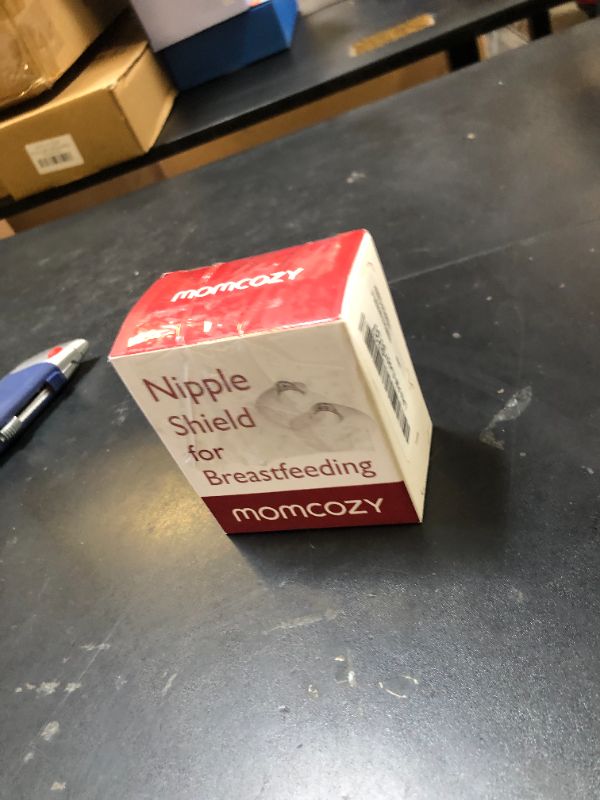 momcozy
Nipple
Shield
for
Breastfeeding
momcozy